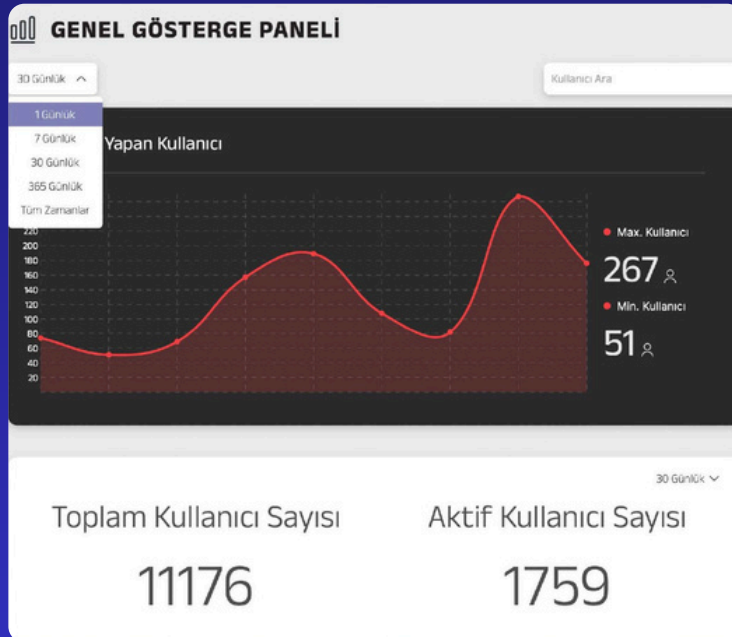 GENEL GÖSTERGE PANELİ
30 Günlük
Kullanıcı Ara
1 Günlük
7 Günlük
30 Günlük
365 Günlük
Tüm Zamanlar
Yapan Kullanıcı
220
200
180
160
140
120
100
80
60
40
20
Max. Kullanıcı
267
Min. Kullanıcı
51
30 Günlük
Toplam Kullanıcı Sayısı
Aktif Kullanıcı Sayısı
11176
1759